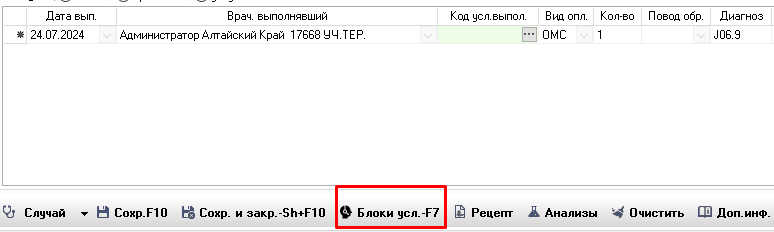 Дата вып. Врач. выполнявший Код усл.выпол. Вид опл. Кол-во Повод обр. Диагноз
24.07.2024 Администратор Алтайский Край 17668 УЧ.ТЕР. ... ОМС 1 J06.9
Случай Сохр.F10 Сохр. и закр.-Sh+F10 Блоки усл.-F7 Рецепт Анализы Очистить Доп.инф.